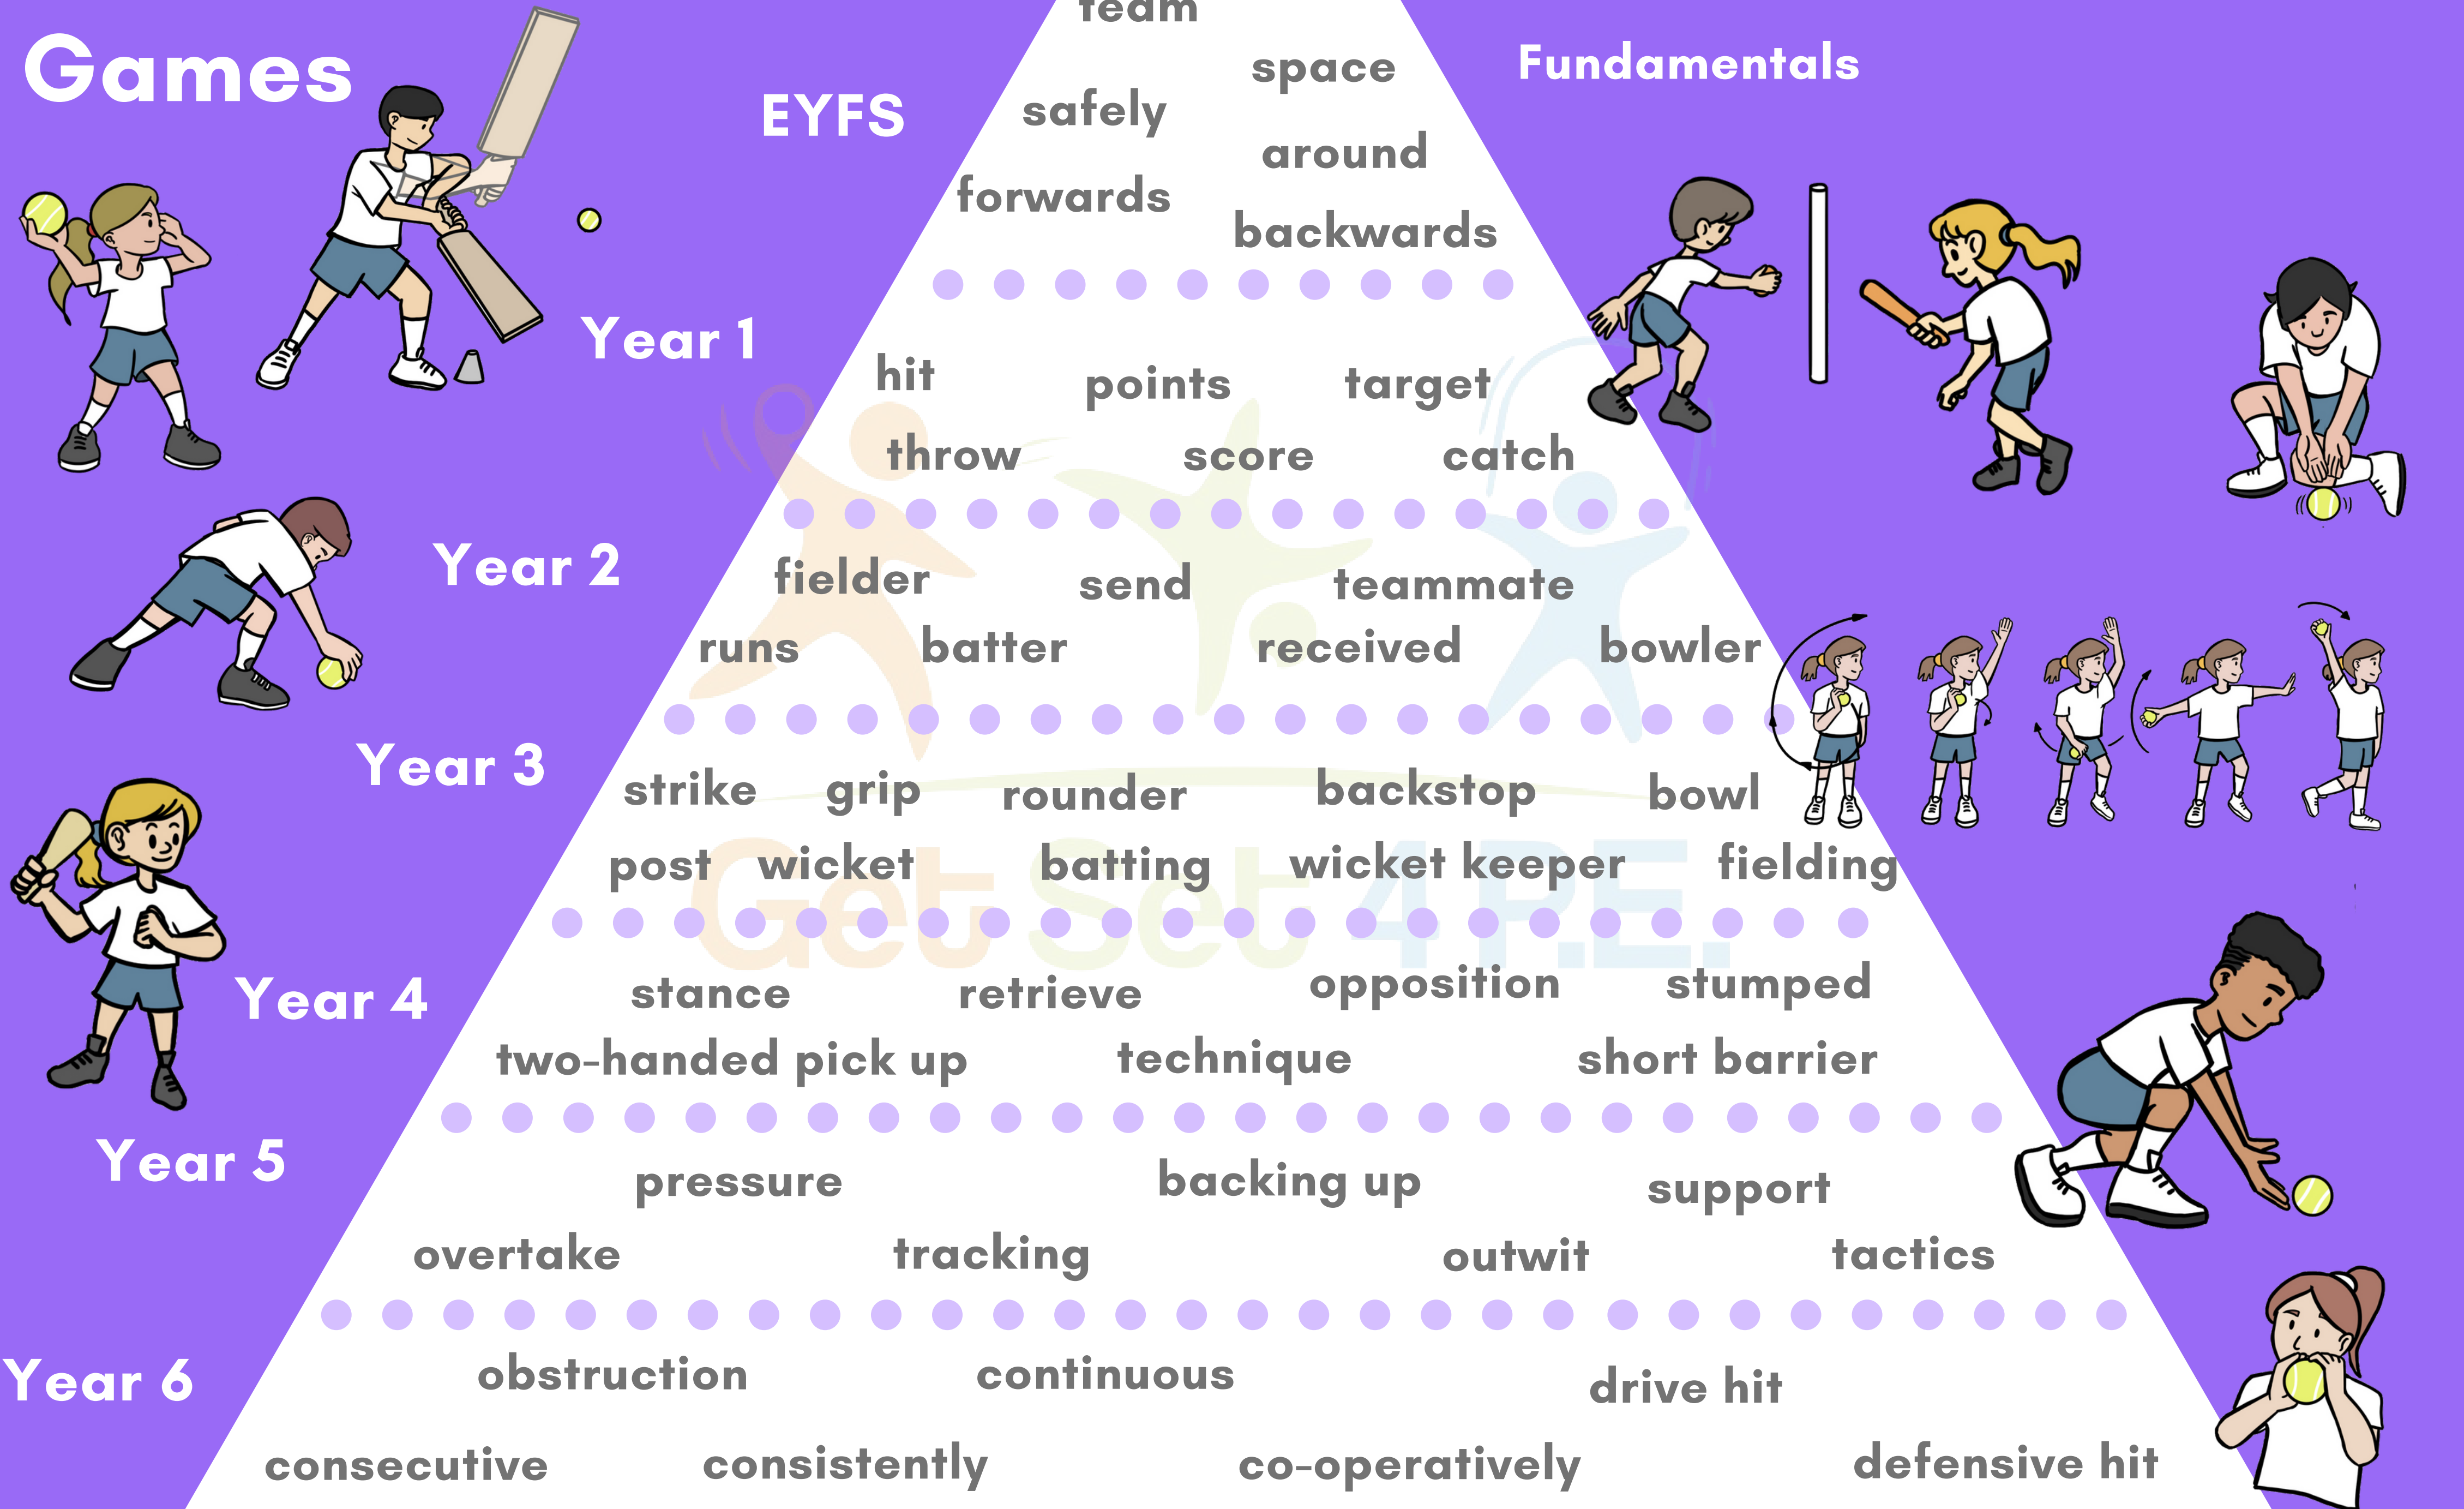 team
Games
Fundamentals
EYFS
space
safely
around
forwards
backwards
Year 1
hit points target
throw score catch
Year 2
fielder send teammate
runs batter received bowler
Year 3
strike grip rounder backstop bowl
post wicket batting wicket keeper fielding
Get Set 4 P.E.
Year 4
stance retrieve opposition stumped
two-handed pick up technique short barrier
Year 5
pressure backing up support
overtake tracking outwit tactics
Year 6
obstruction continuous drive hit
consecutive consistently co-operatively defensive hit